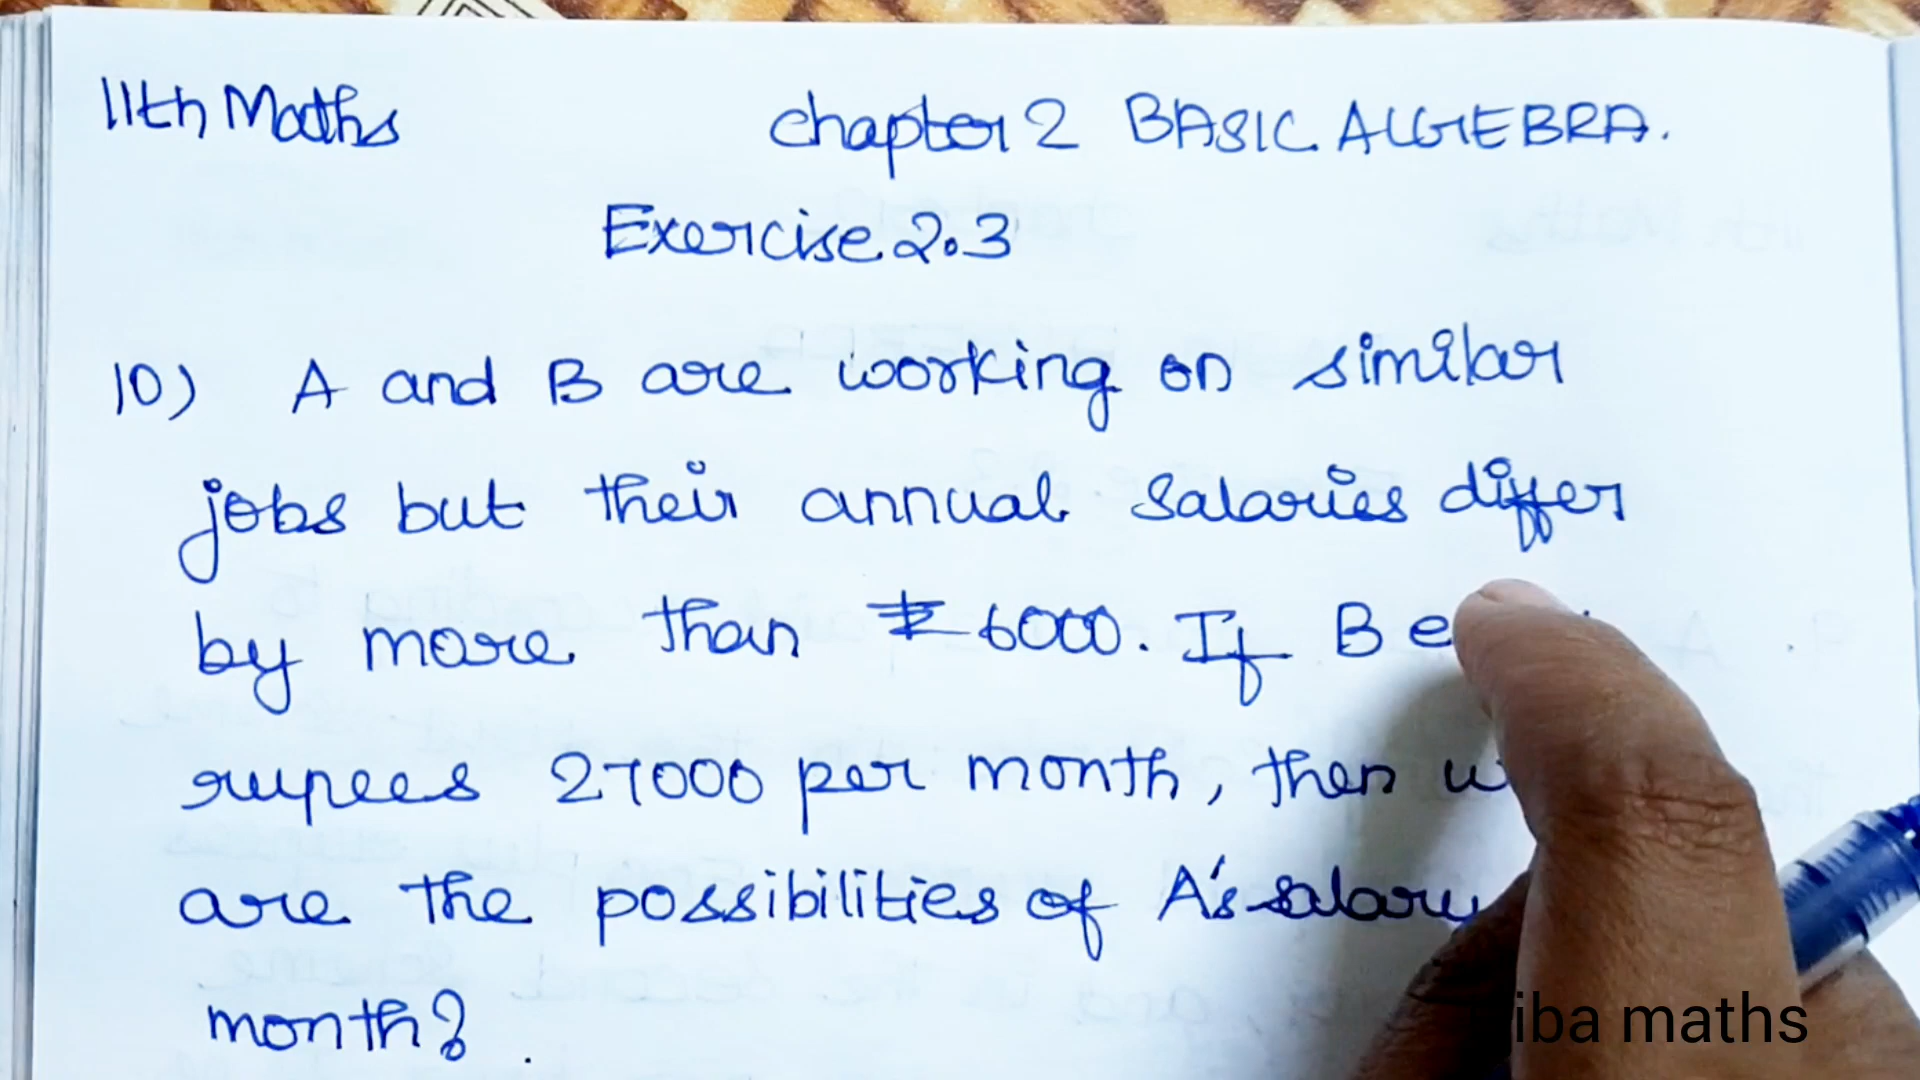 11th Maths chapter 2 BASIC ALGEBRA.
Exercise 2.3
10) A and B are working on similar
jobs but their annual salaries differ
by more than ₹ 6000. If B
rupees 27000 per month, then
are the possibilities of A's salary
month?
iba maths